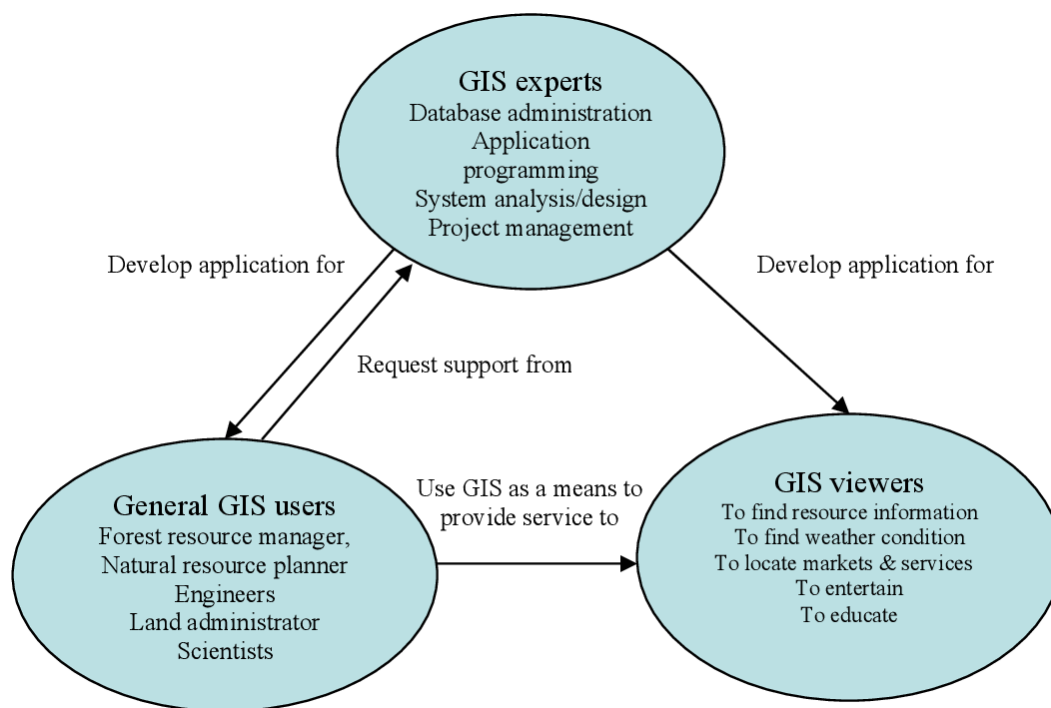 GIS experts
Database administration
Application
programming
System analysis/design
Project management
Develop application for
Develop application for
Request support from
General GIS users
Forest resource manager,
Natural resource planner
Engineers
Land administrator
Scientists
Use GIS as a means to
provide service to
GIS viewers
To find resource information
To find weather condition
To locate markets & services
To entertain
To educate